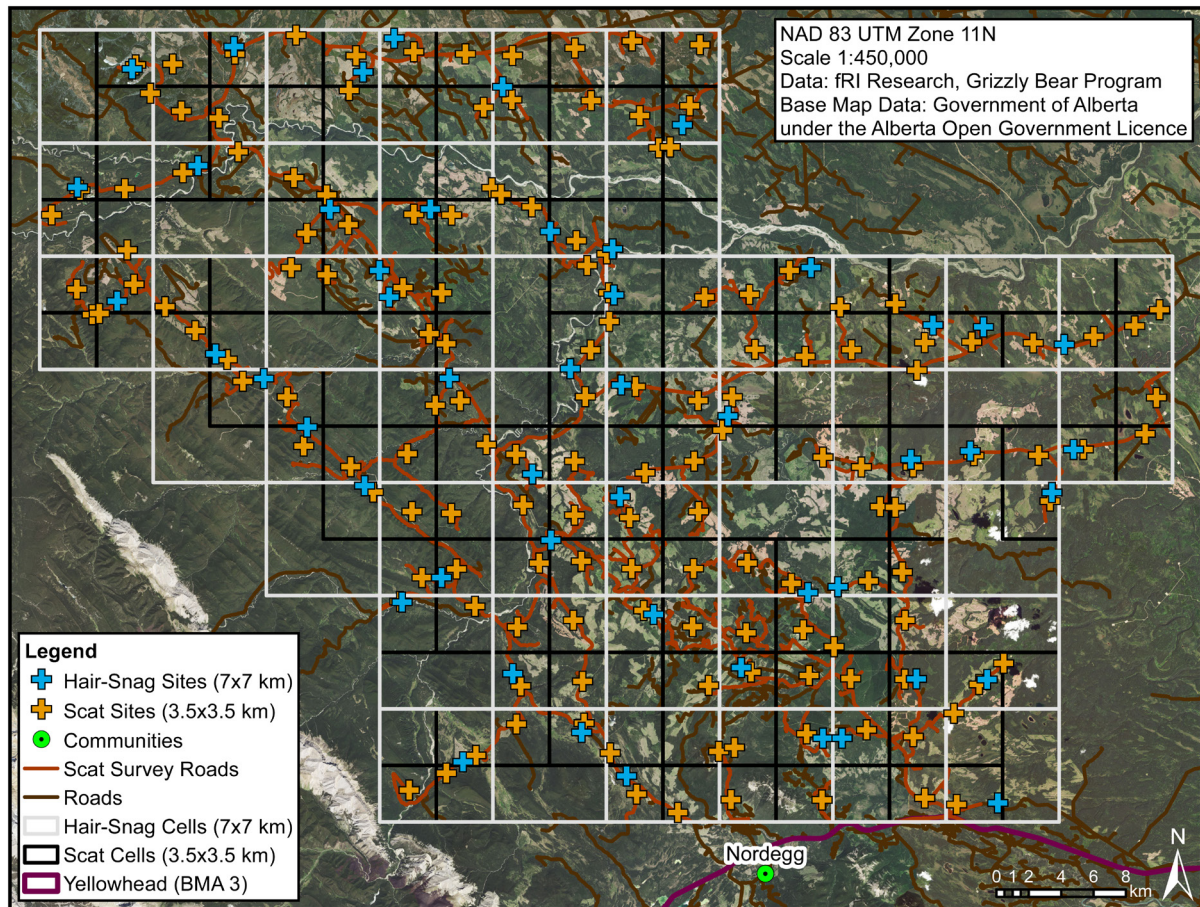 NAD 83 UTM Zone 11N
Scale 1:450,000
Data: fRI Research, Grizzly Bear Program
Base Map Data: Government of Alberta
under the Alberta Open Government Licence
Legend
Hair-Snag Sites (7x7 km)
Scat Sites (3.5x3.5 km)
Communities
Scat Survey Roads
Roads
Hair-Snag Cells (7x7 km)
Scat Cells (3.5x3.5 km)
Yellowhead (BMA 3)
Nordegg
N
0 1 2 4 6 8
km